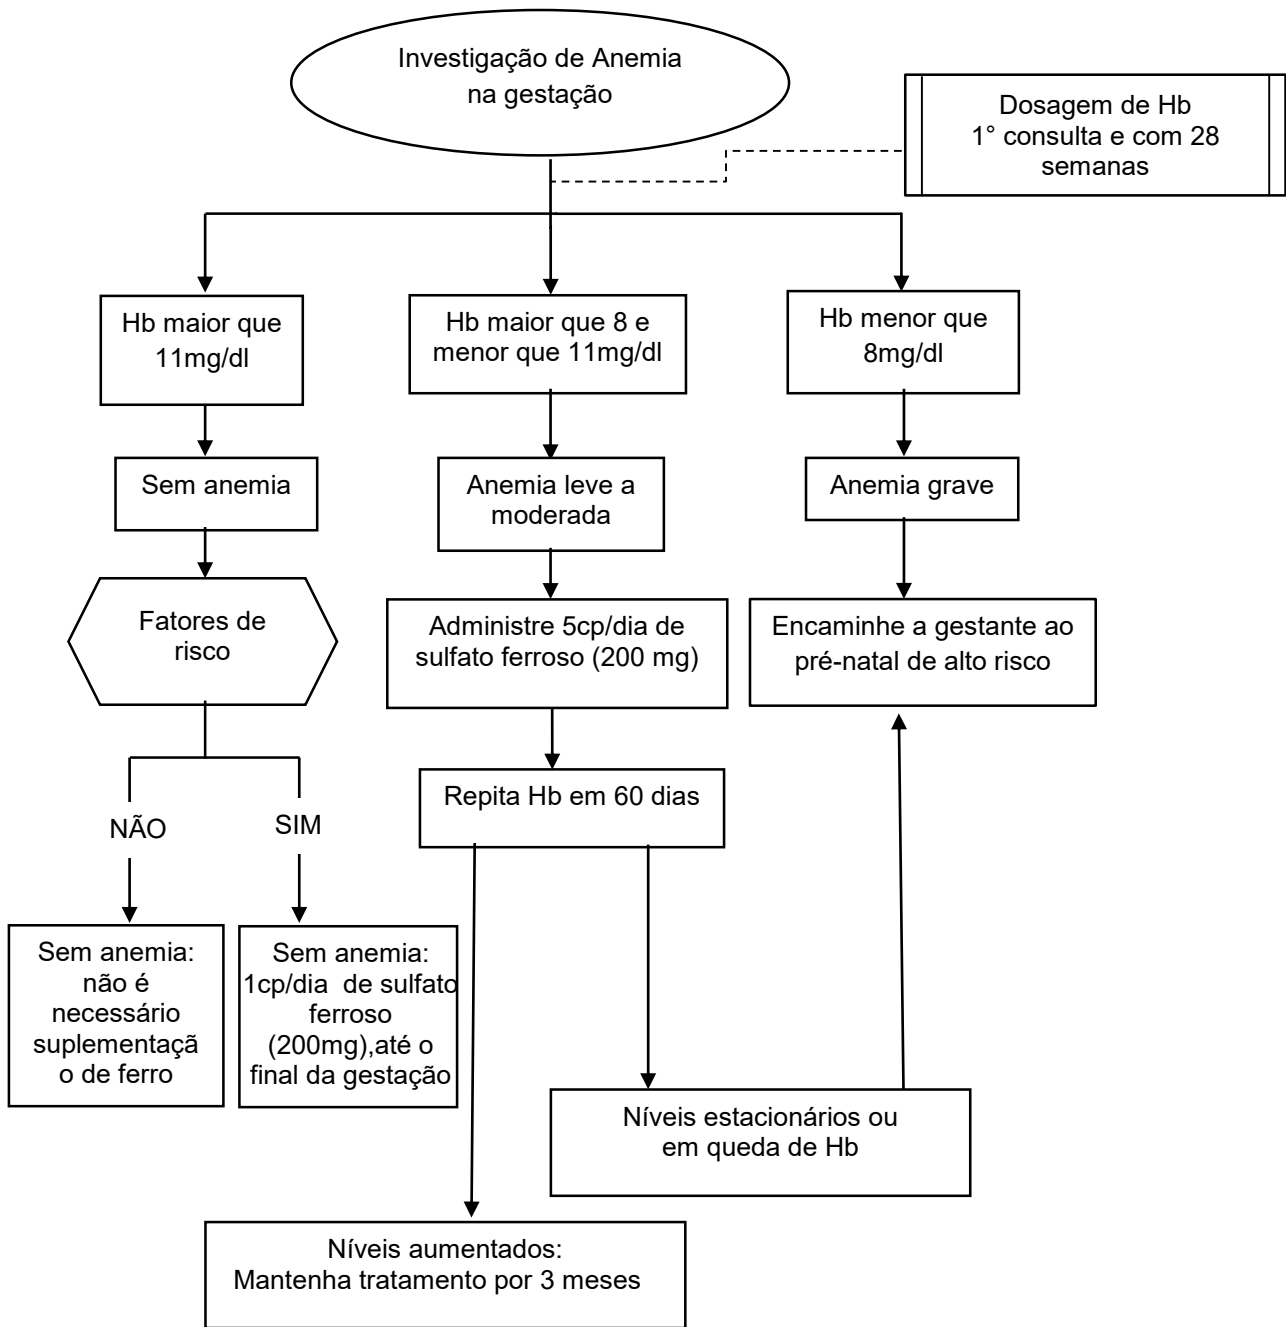 Investigação de Anemia
na gestação
Dosagem de Hb
1° consulta e com 28
semanas
Hb maior que
11mg/dl
Hb maior que 8 e
menor que 11mg/dl
Hb menor que
8mg/dl
Sem anemia
Anemia leve a
moderada
Anemia grave
Fatores de
risco
Administre 5cp/dia de
sulfato ferroso (200 mg)
Encaminhe a gestante ao
pré-natal de alto risco
Repita Hb em 60 dias
NÃO
SIM
Sem anemia:
não é
necessário
suplementaçã
o de ferro
Sem anemia:
1cp/dia de sulfato
ferroso
(200mg),até o
final da gestação
Níveis estacionários ou
em queda de Hb
Níveis aumentados:
Mantenha tratamento por 3 meses